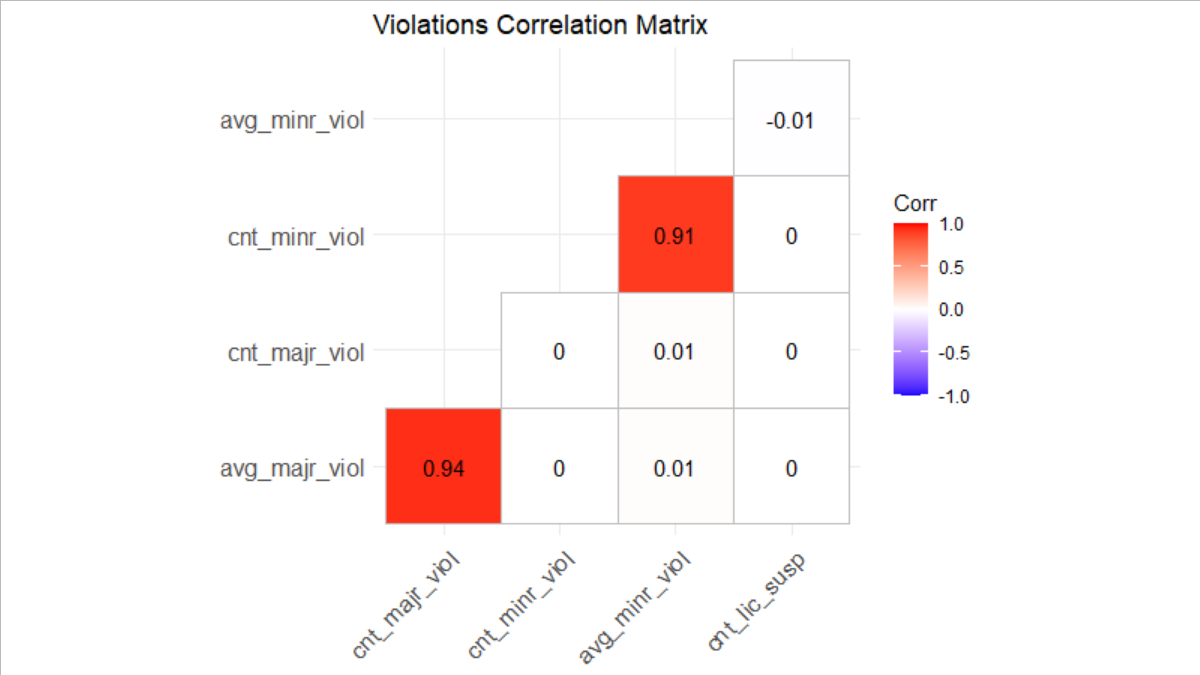 Violations Correlation Matrix
avg_minr_viol
-0.01
cnt_minr_viol
0.91 0
cnt_majr_viol
0 0.01 0
avg_majr_viol
0.94 0 0.01 0
cnt_majr_viol
cnt_minr_viol
avg_minr_viol
cnt_lic_susp
Corr
1.0
0.5
0.0
-0.5
-1.0